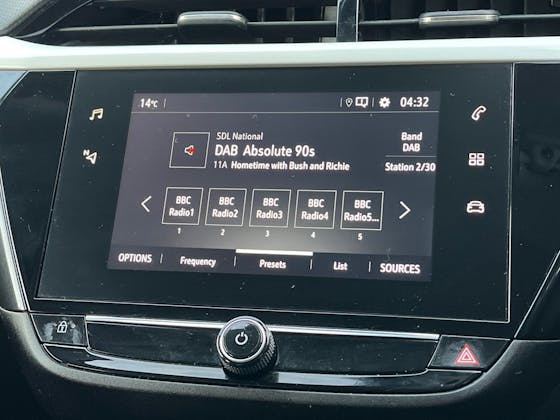 14°C
04:32
SDL National
DAB Absolute 90s
11A Hometime with Bush and Richie
Band
DAB
Station 2/30
N
BBC
Radio1
BBC
Radio2
BBC
Radio3
BBC
Radio4
BBC
Radio5...
1 2 3 4 5
OPTIONS Frequency Presets List SOURCES